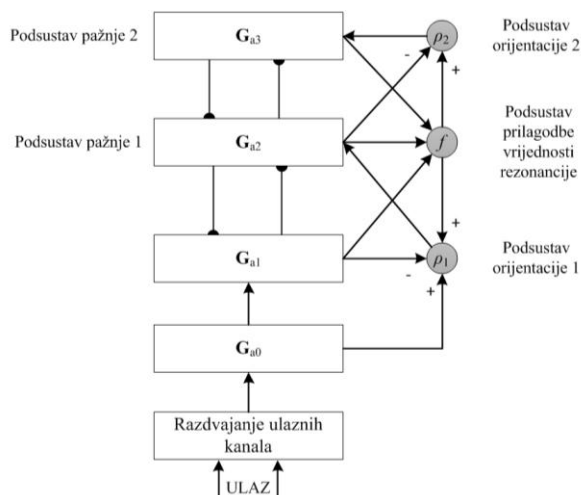 Podsustav pažnje 2
G_a3
ρ_2
Podsustav
orijentacije 2
-
+
Podsustav pažnje 1
G_a2
f
Podsustav
prilagodbe
vrijednosti
rezonancije
+
G_a1
ρ_1
Podsustav
orijentacije 1
-
+
G_a0
Razdvajanje ulaznih
kanala
ULAZ